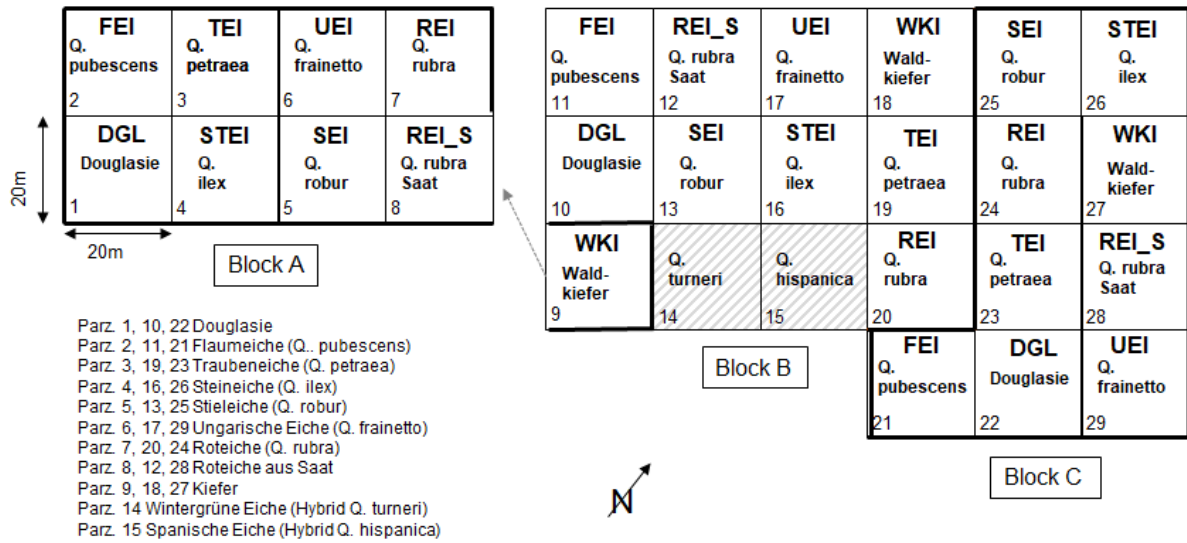 FEI
Q.
pubescens
2
TEI
Q.
petraea
3
UEI
Q.
frainetto
6
REI
Q.
rubra
7
DGL
Douglasie
1
STEI
Q.
ilex
4
SEI
Q.
robur
5
REI_S
Q. rubra
Saat
8
20m
20m
Block A
FEI
Q.
pubescens
11
REI_S
Q. rubra
Saat
12
UEI
Q.
frainetto
17
WKI
Wald-
kiefer
18
SEI
Q.
robur
25
STEI
Q.
ilex
26
DGL
Douglasie
10
SEI
Q.
robur
13
STEI
Q.
ilex
16
TEI
Q.
petraea
19
REI
Q.
rubra
24
WKI
Wald-
kiefer
27
WKI
Wald-
kiefer
9
Q.
turneri
14
Q.
hispanica
15
REI
Q.
rubra
20
TEI
Q.
petraea
23
REI_S
Q. rubra
Saat
28
FEI
Q.
pubescens
21
DGL
Douglasie
22
UEI
Q.
frainetto
29
Block B
Block C
N
Parz. 1, 10, 22 Douglasie
Parz. 2, 11, 21 Flaumeiche (Q.. pubescens)
Parz. 3, 19, 23 Traubeneiche (Q. petraea)
Parz. 4, 16, 26 Steineiche (Q. ilex)
Parz. 5, 13, 25 Stieleiche (Q. robur)
Parz. 6, 17, 29 Ungarische Eiche (Q. frainetto)
Parz. 7, 20, 24 Roteiche (Q. rubra)
Parz. 8, 12, 28 Roteiche aus Saat
Parz. 9, 18, 27 Kiefer
Parz. 14 Wintergrüne Eiche (Hybrid Q. turneri)
Parz. 15 Spanische Eiche (Hybrid Q. hispanica)